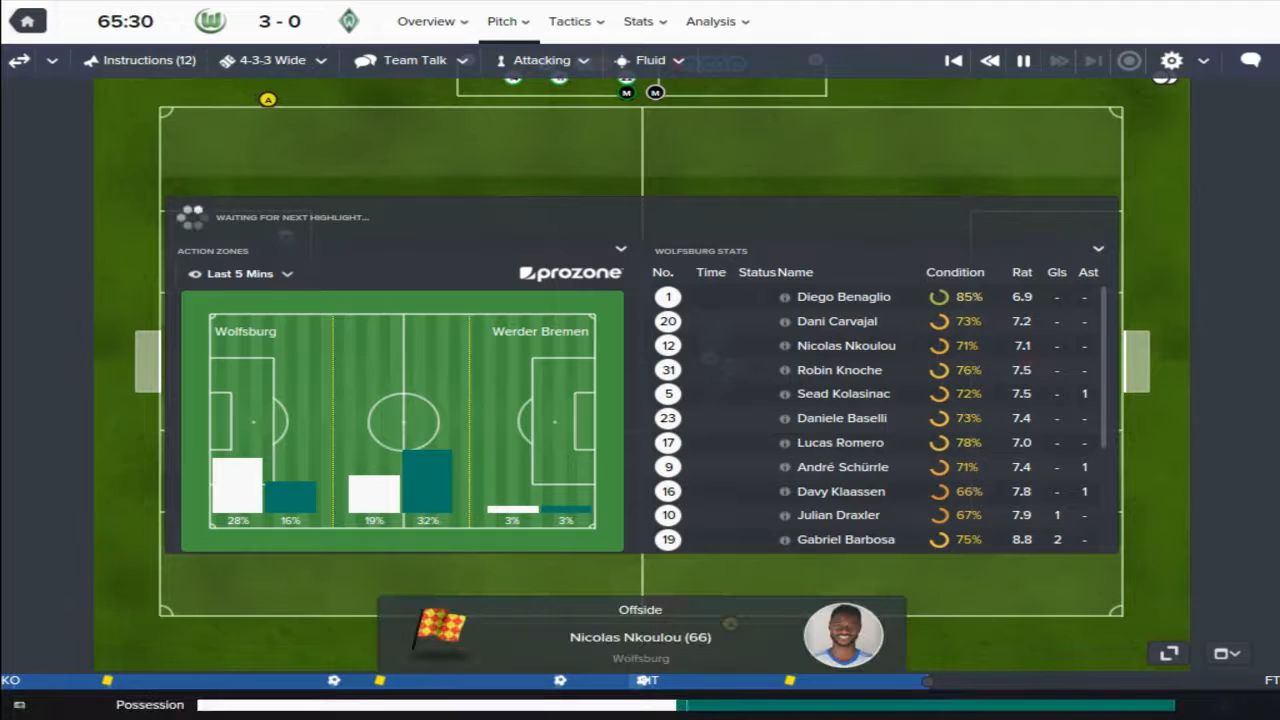 65:30 3 - 0 Overview Pitch Tactics Stats Analysis
Instructions (12) 4-3-3 Wide Team Talk Attacking Fluid
A
M M
WAITING FOR NEXT HIGHLIGHT...
ACTION ZONES
Last 5 Mins prozone
Wolfsburg Werder Bremen
28% 16% 19% 32% 3% 3%
WOLFSBURG STATS
No. Time Status Name Condition Rat Gls Ast
1 Diego Benaglio 85% 6.9 - -
20 Dani Carvajal 73% 7.2 - -
12 Nicolas Nkoulou 71% 7.1 - -
31 Robin Knoche 76% 7.5 - -
5 Sead Kolasinac 72% 7.5 - 1
23 Daniele Baselli 73% 7.4 - -
17 Lucas Romero 78% 7.0 - -
9 André Schürrle 71% 7.4 - 1
16 Davy Klaassen 66% 7.8 - 1
10 Julian Draxler 67% 7.9 1 -
19 Gabriel Barbosa 75% 8.8 2 -
Offside
Nicolas Nkoulou (66)
Wolfsburg
KO HT FT
Possession